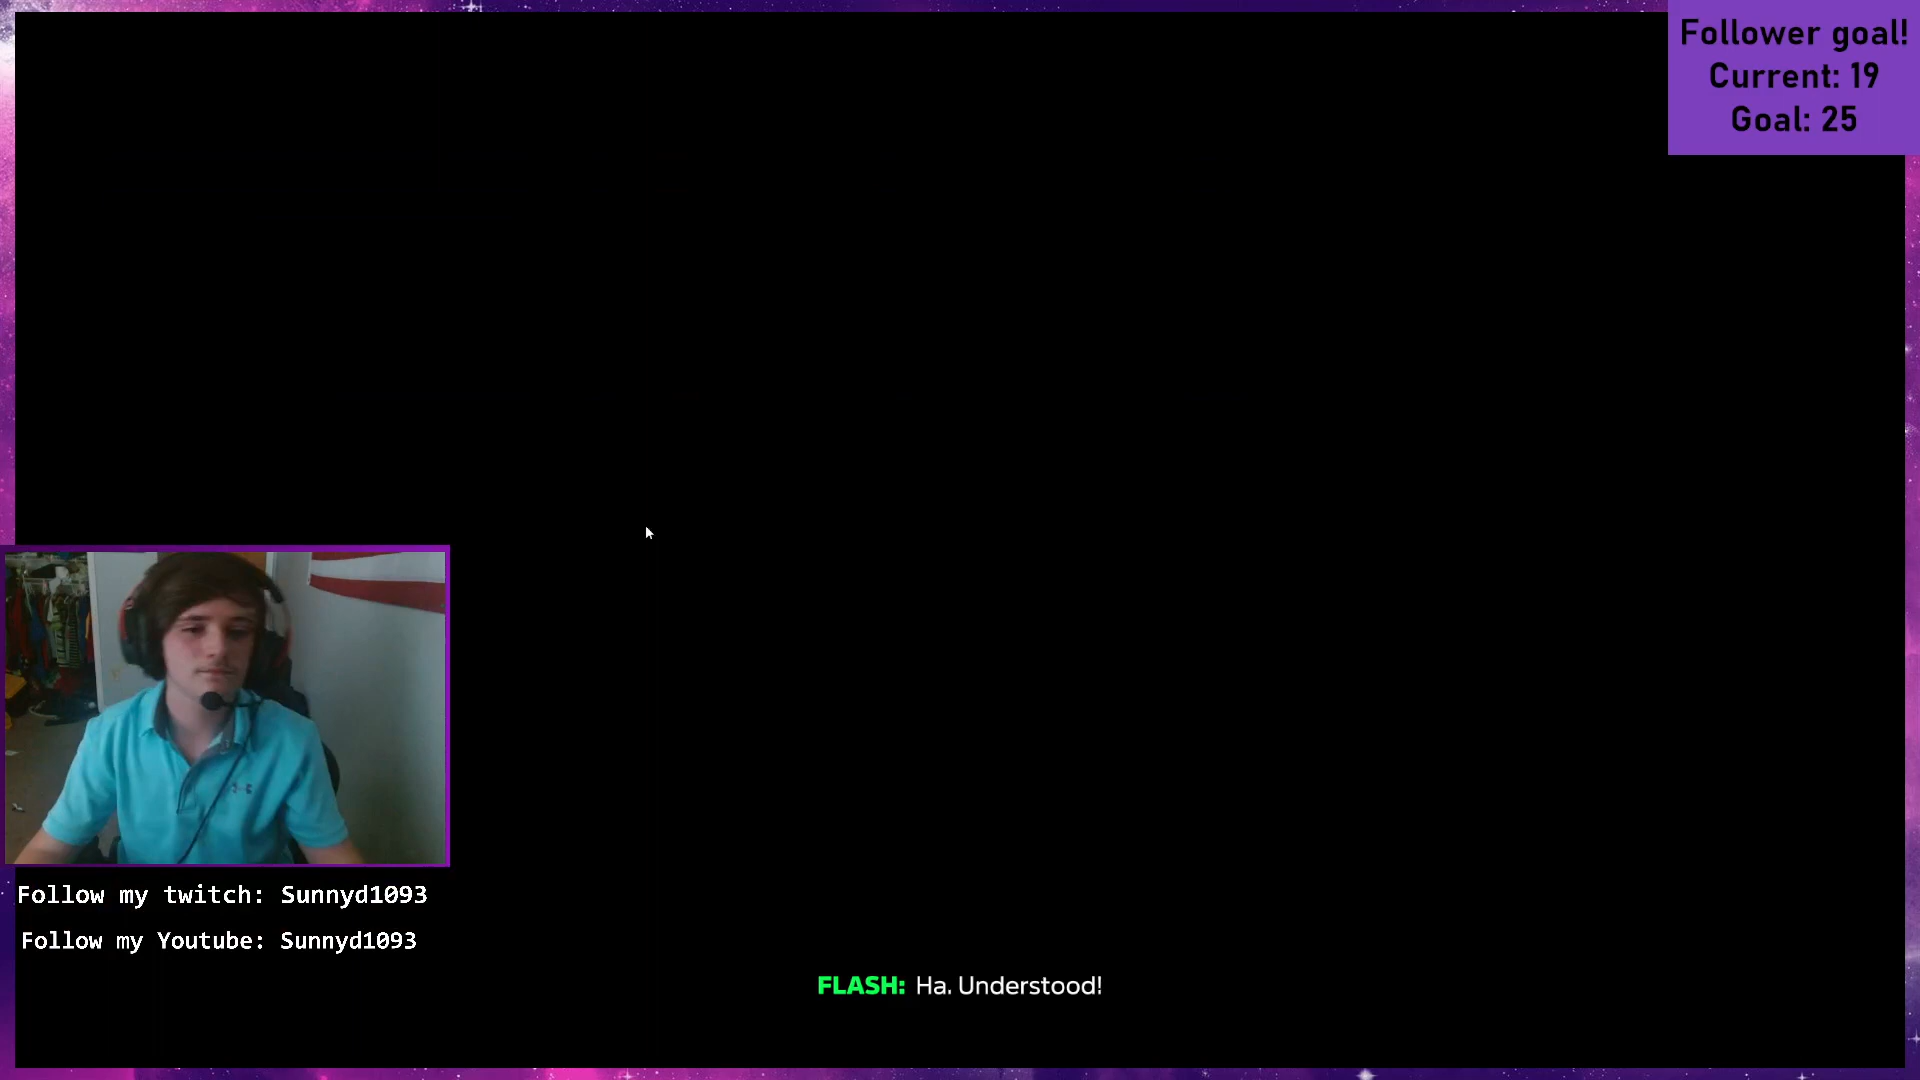 Follower goal!
Current: 19
Goal: 25
Follow my twitch: Sunnyd1093
Follow my Youtube: Sunnyd1093
FLASH: Ha. Understood!